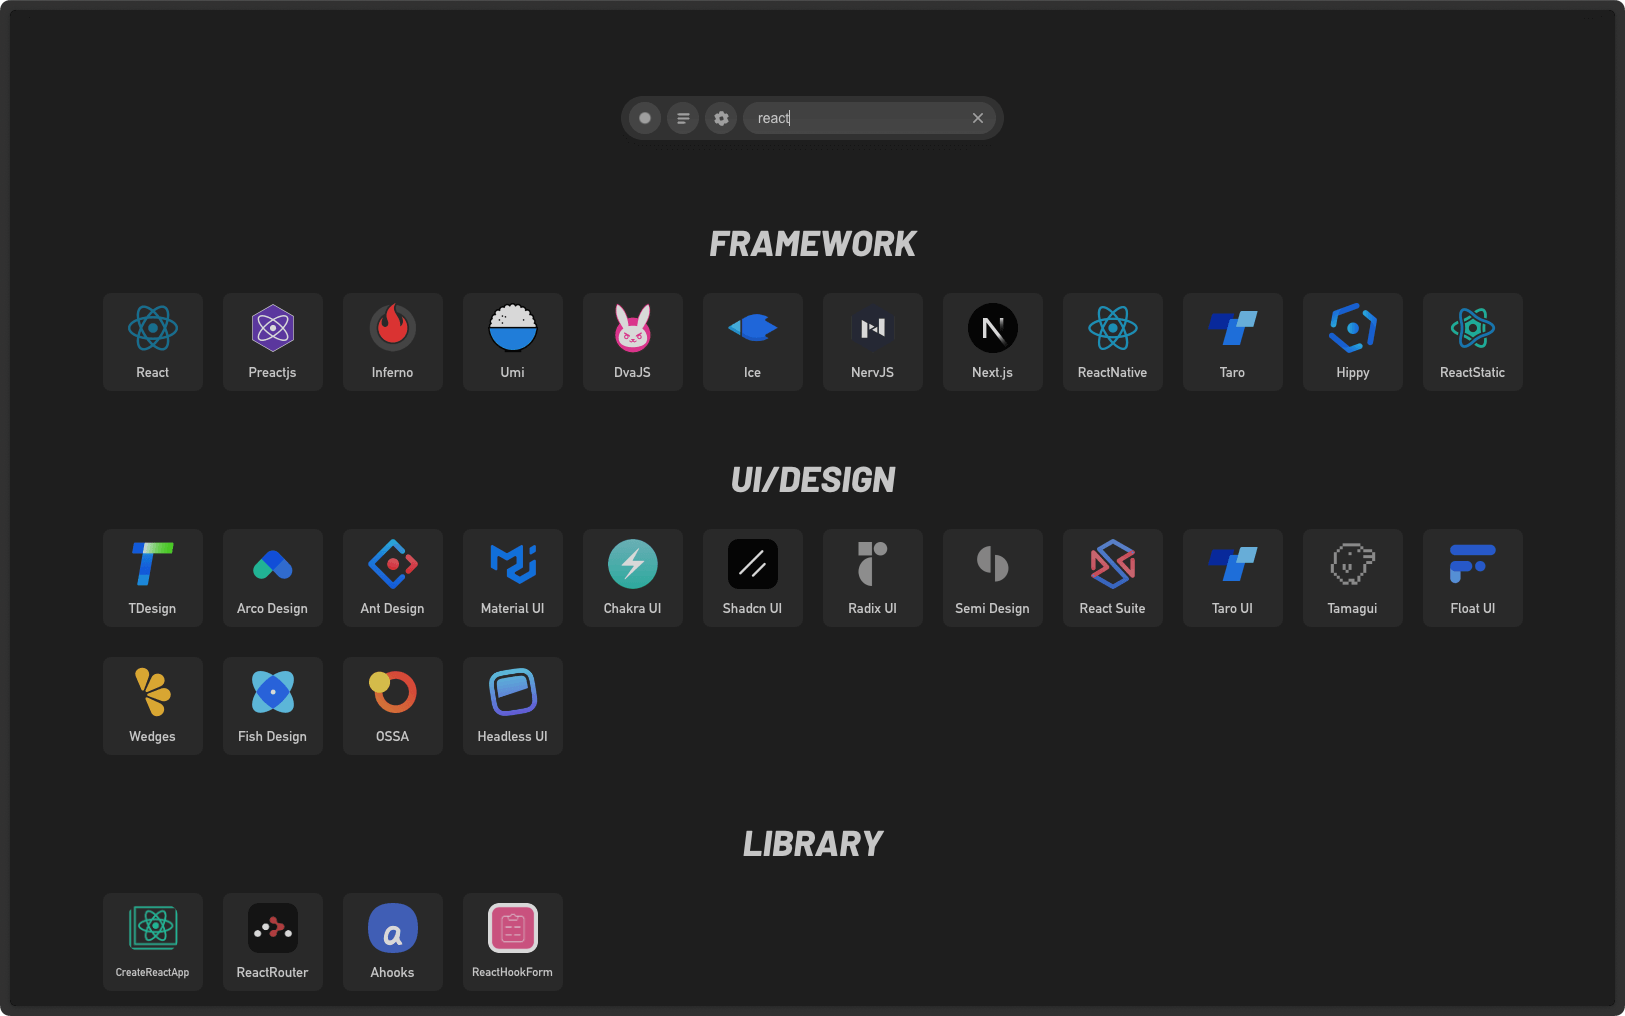 react
FRAMEWORK
React Preactjs Inferno Umi DvaJS Ice NervJS Next.js ReactNative Taro Hippy ReactStatic
UI/DESIGN
TDesign Arco Design Ant Design Material UI Chakra UI Shadcn UI Radix UI Semi Design React Suite Taro UI Tamagui Float UI
Wedges Fish Design OSSA Headless UI
LIBRARY
CreateReactApp ReactRouter Ahooks ReactHookForm